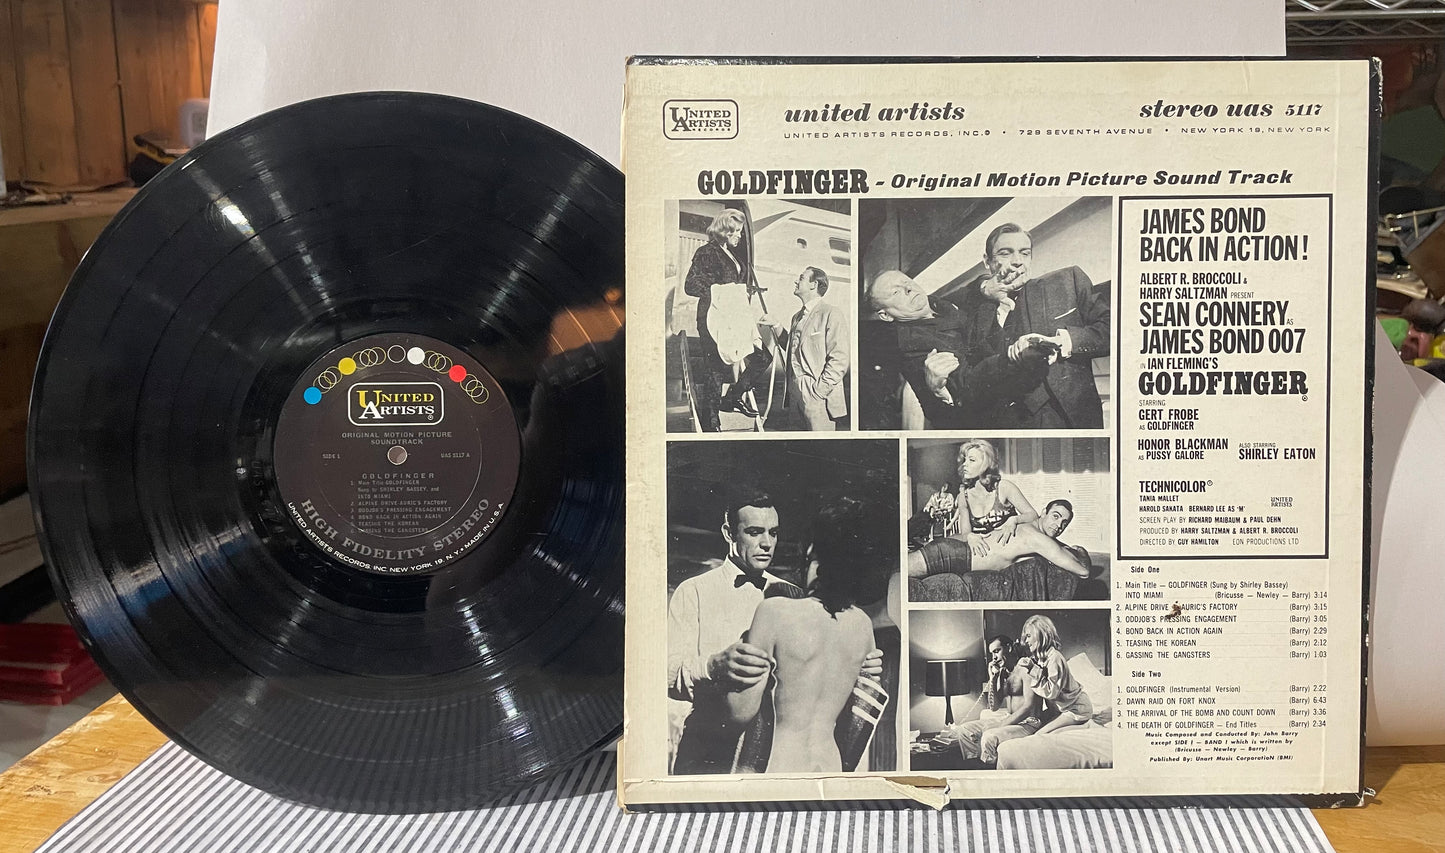 UNITED
ARTISTS
ORIGINAL MOTION PICTURE
SOUNDTRACK
SIDE 1
UAS 5117 A
GOLDFINGER
1. Main Title GOLDFINGER
Sung by SHIRLEY BASSEY, and
INTO MIAMI
2. ALPINE DRIVE-AURIC'S FACTORY
3. ODDJOB'S PRESSING ENGAGEMENT
4. BOND BACK IN ACTION AGAIN
5. TEASING THE KOREAN
6. GASSING THE GANGSTERS
HIGH FIDELITY STEREO
UNITED ARTISTS RECORDS, INC. NEW YORK 19, N.Y. • MADE IN U.S.A.
UNITED
ARTISTS
RECORDS
united artists
stereo uas 5117
UNITED ARTISTS RECORDS, INC.® • 729 SEVENTH AVENUE • NEW YORK 19, NEW YORK
GOLDFINGER - Original Motion Picture Sound Track
JAMES BOND
BACK IN ACTION!
ALBERT R. BROCCOLI &
HARRY SALTZMAN PRESENT
SEAN CONNERY AS
JAMES BOND 007
IN IAN FLEMING'S
GOLDFINGER®
STARRING
GERT FROBE
AS GOLDFINGER
HONOR BLACKMAN
AS PUSSY GALORE
ALSO STARRING
SHIRLEY EATON
TECHNICOLOR®
TANIA MALLET
HAROLD SAKATA BERNARD LEE AS 'M'
UNITED
ARTISTS
SCREEN PLAY BY RICHARD MAIBAUM & PAUL DEHN
PRODUCED BY HARRY SALTZMAN & ALBERT R. BROCCOLI
DIRECTED BY GUY HAMILTON EON PRODUCTIONS LTD
Side One
1. Main Title — GOLDFINGER (Sung by Shirley Bassey)
INTO MIAMI (Bricusse — Newley — Barry) 3:14
2. ALPINE DRIVE AURIC'S FACTORY (Barry) 3:15
3. ODDJOB'S PRESSING ENGAGEMENT (Barry) 3:05
4. BOND BACK IN ACTION AGAIN (Barry) 2:29
5. TEASING THE KOREAN (Barry) 2:12
6. GASSING THE GANGSTERS (Barry) 1:03
Side Two
1. GOLDFINGER (Instrumental Version) (Barry) 2:22
2. DAWN RAID ON FORT KNOX (Barry) 6:43
3. THE ARRIVAL OF THE BOMB AND COUNT DOWN (Barry) 3:36
4. THE DEATH OF GOLDFINGER — End Titles (Barry) 2:34
Music Composed and Conducted By: John Barry
except SIDE I — BAND I which is written by
(Bricusse — Newley — Barry)
Published By: Unart Music CorporatioN (BMI)